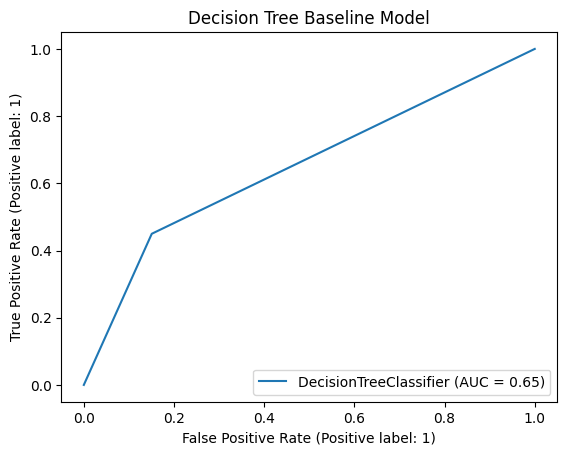 Decision Tree Baseline Model
True Positive Rate (Positive label: 1)
1.0
0.8
0.6
0.4
0.2
0.0
DecisionTreeClassifier (AUC = 0.65)
0.0 0.2 0.4 0.6 0.8 1.0
False Positive Rate (Positive label: 1)